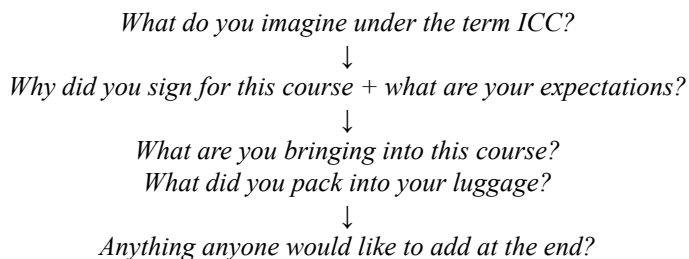 What do you imagine under the term ICC?
↓
Why did you sign for this course + what are your expectations?
↓
What are you bringing into this course?
What did you pack into your luggage?
↓
Anything anyone would like to add at the end?